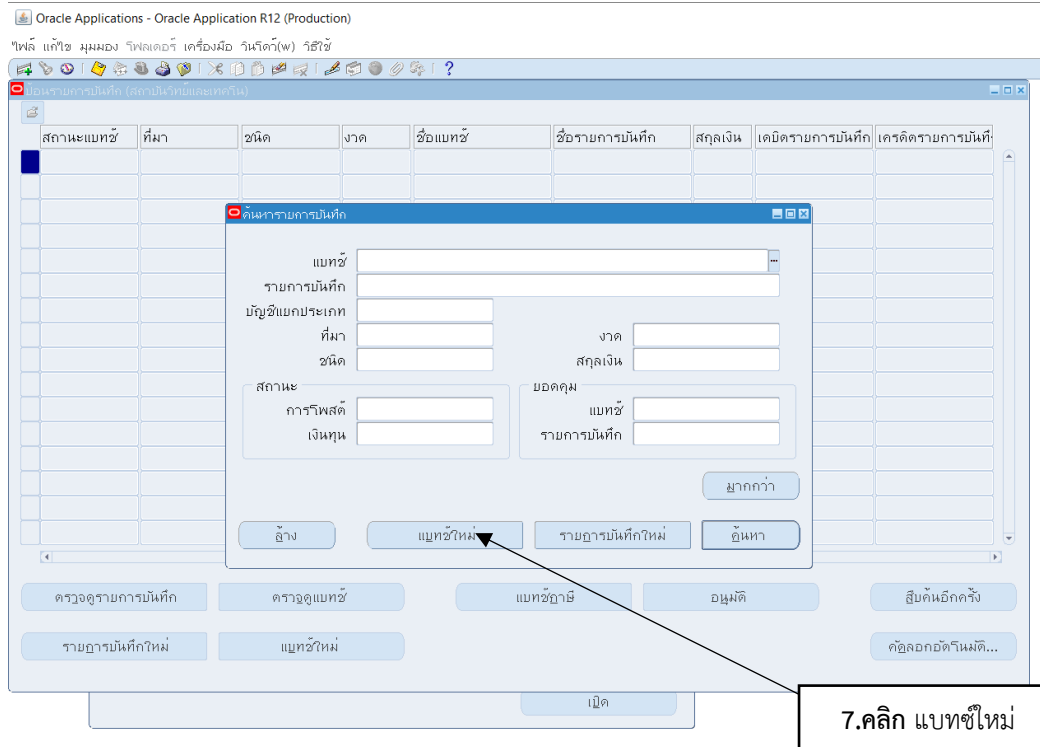 Oracle Applications - Oracle Application R12 (Production)
ไฟล์ แก้ไข มุมมอง โฟลเดอร์ เครื่องมือ วินโดว์(w) วิธีใช้
ป้อนรายการบันทึก (สถาบันวิทย์และเทควัน)
สถานะแบทช์ ที่มา ชนิด งวด ชื่อแบทช์ ชื่อรายการบันทึก สกุลเงิน เดบิตรายการบันทึก เครดิตรายการบันทึ
ค้นหารายการบันทึก
แบทช์
รายการบันทึก
บัญชีแยกประเภท
ที่มา งวด
ชนิด สกุลเงิน
สถานะ ยอดคุม
การโพสต์ แบทช์
เงินทุน รายการบันทึก
มากกว่า
ล้าง แบทช์ใหม่ รายการบันทึกใหม่ ค้นหา
ตรวจดูรายการบันทึก ตรวจดูแบทช์ แบทช์ภาษี อนุมัติ สืบค้นอีกครั้ง
รายการบันทึกใหม่ แบทช์ใหม่ คัดลอกอัตโนมัติ...
เปิด
7.คลิก แบทซ์ใหม่